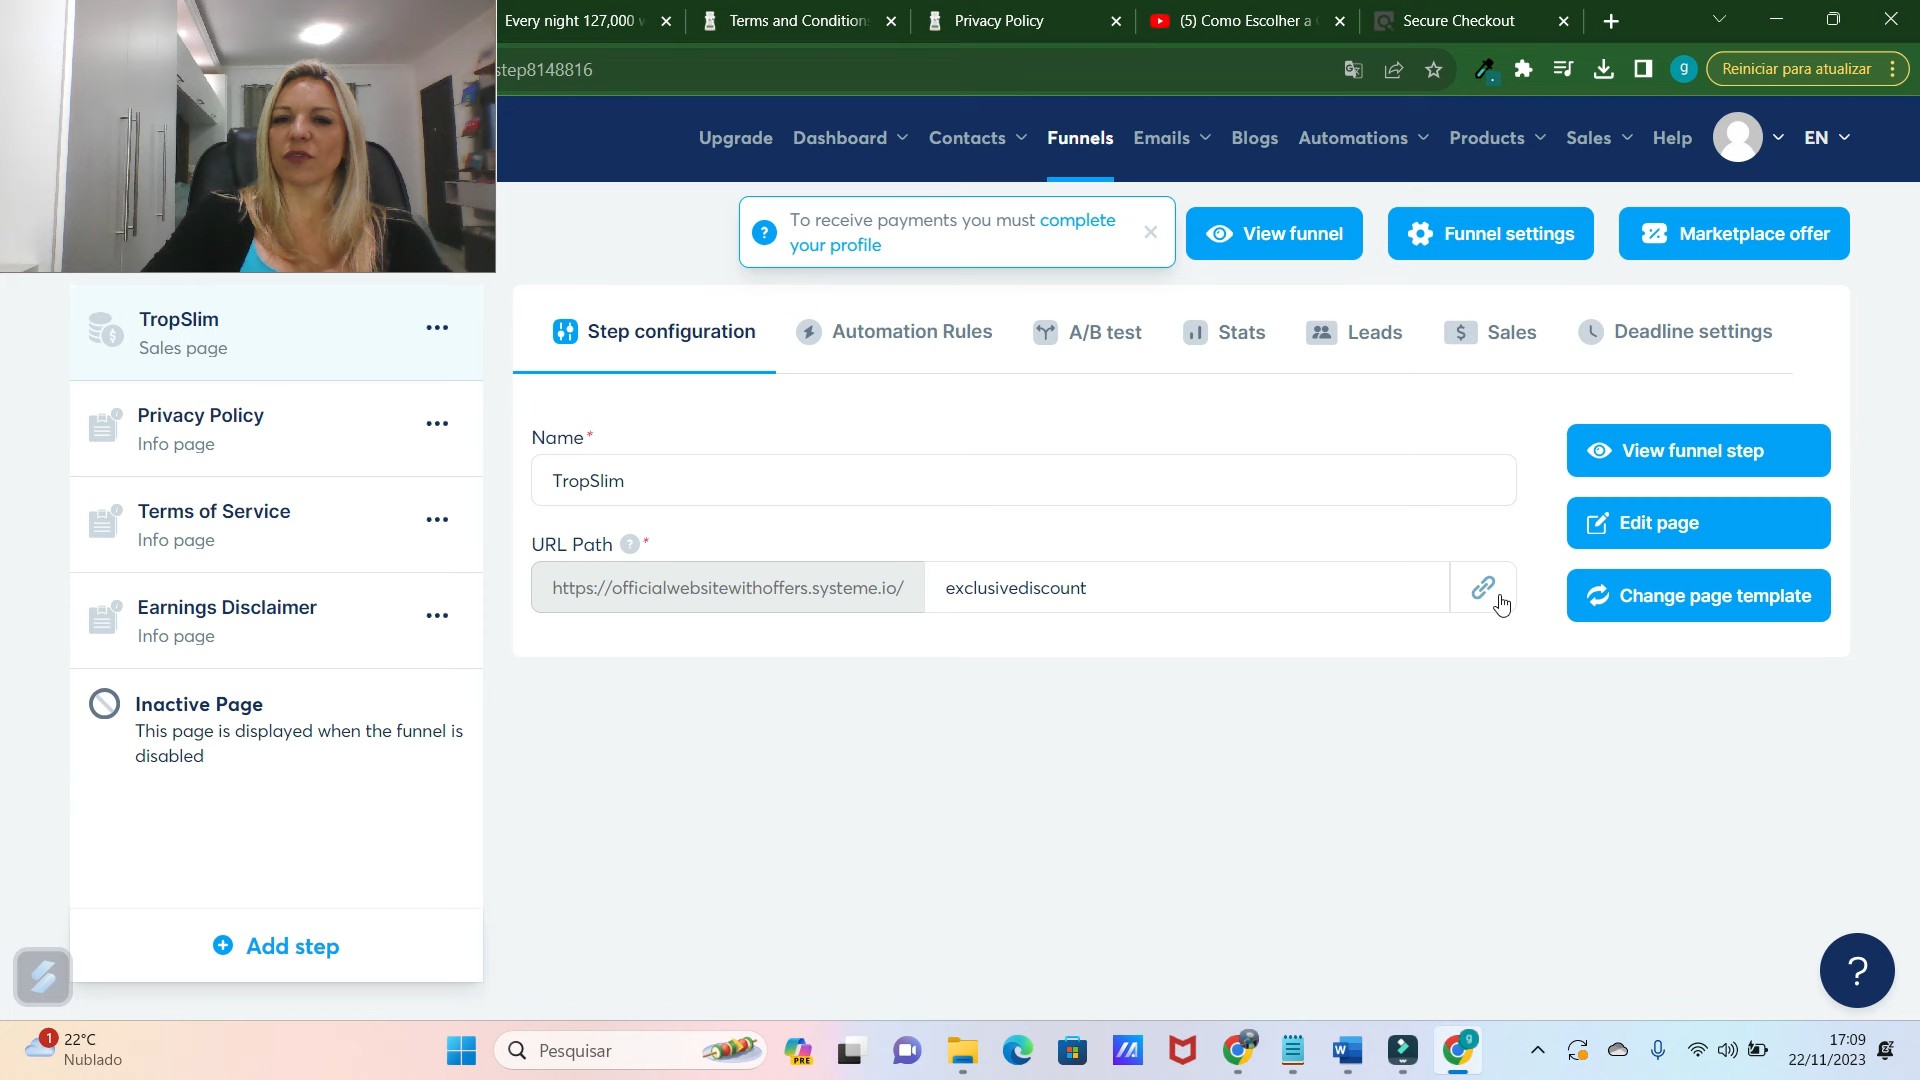 Every night 127,000
Terms and Condition
Privacy Policy
(5) Como Escolher a
Secure Checkout
step8148816
g
Reiniciar para atualizar
Upgrade
Dashboard
Contacts
Funnels
Emails
Blogs
Automations
Products
Sales
Help
EN
To receive payments you must complete
your profile
View funnel
Funnel settings
Marketplace offer
TropSlim
Sales page
Privacy Policy
Info page
Terms of Service
Info page
Earnings Disclaimer
Info page
Inactive Page
This page is displayed when the funnel is
disabled
Add step
Step configuration
Automation Rules
A/B test
Stats
Leads
Sales
Deadline settings
Name*
TropSlim
URL Path ? *
https://officialwebsitewithoffers.systeme.io/
exclusivediscount
View funnel step
Edit page
Change page template
?
1
22°C
Nublado
Pesquisar
PRE
17:09
22/11/2023